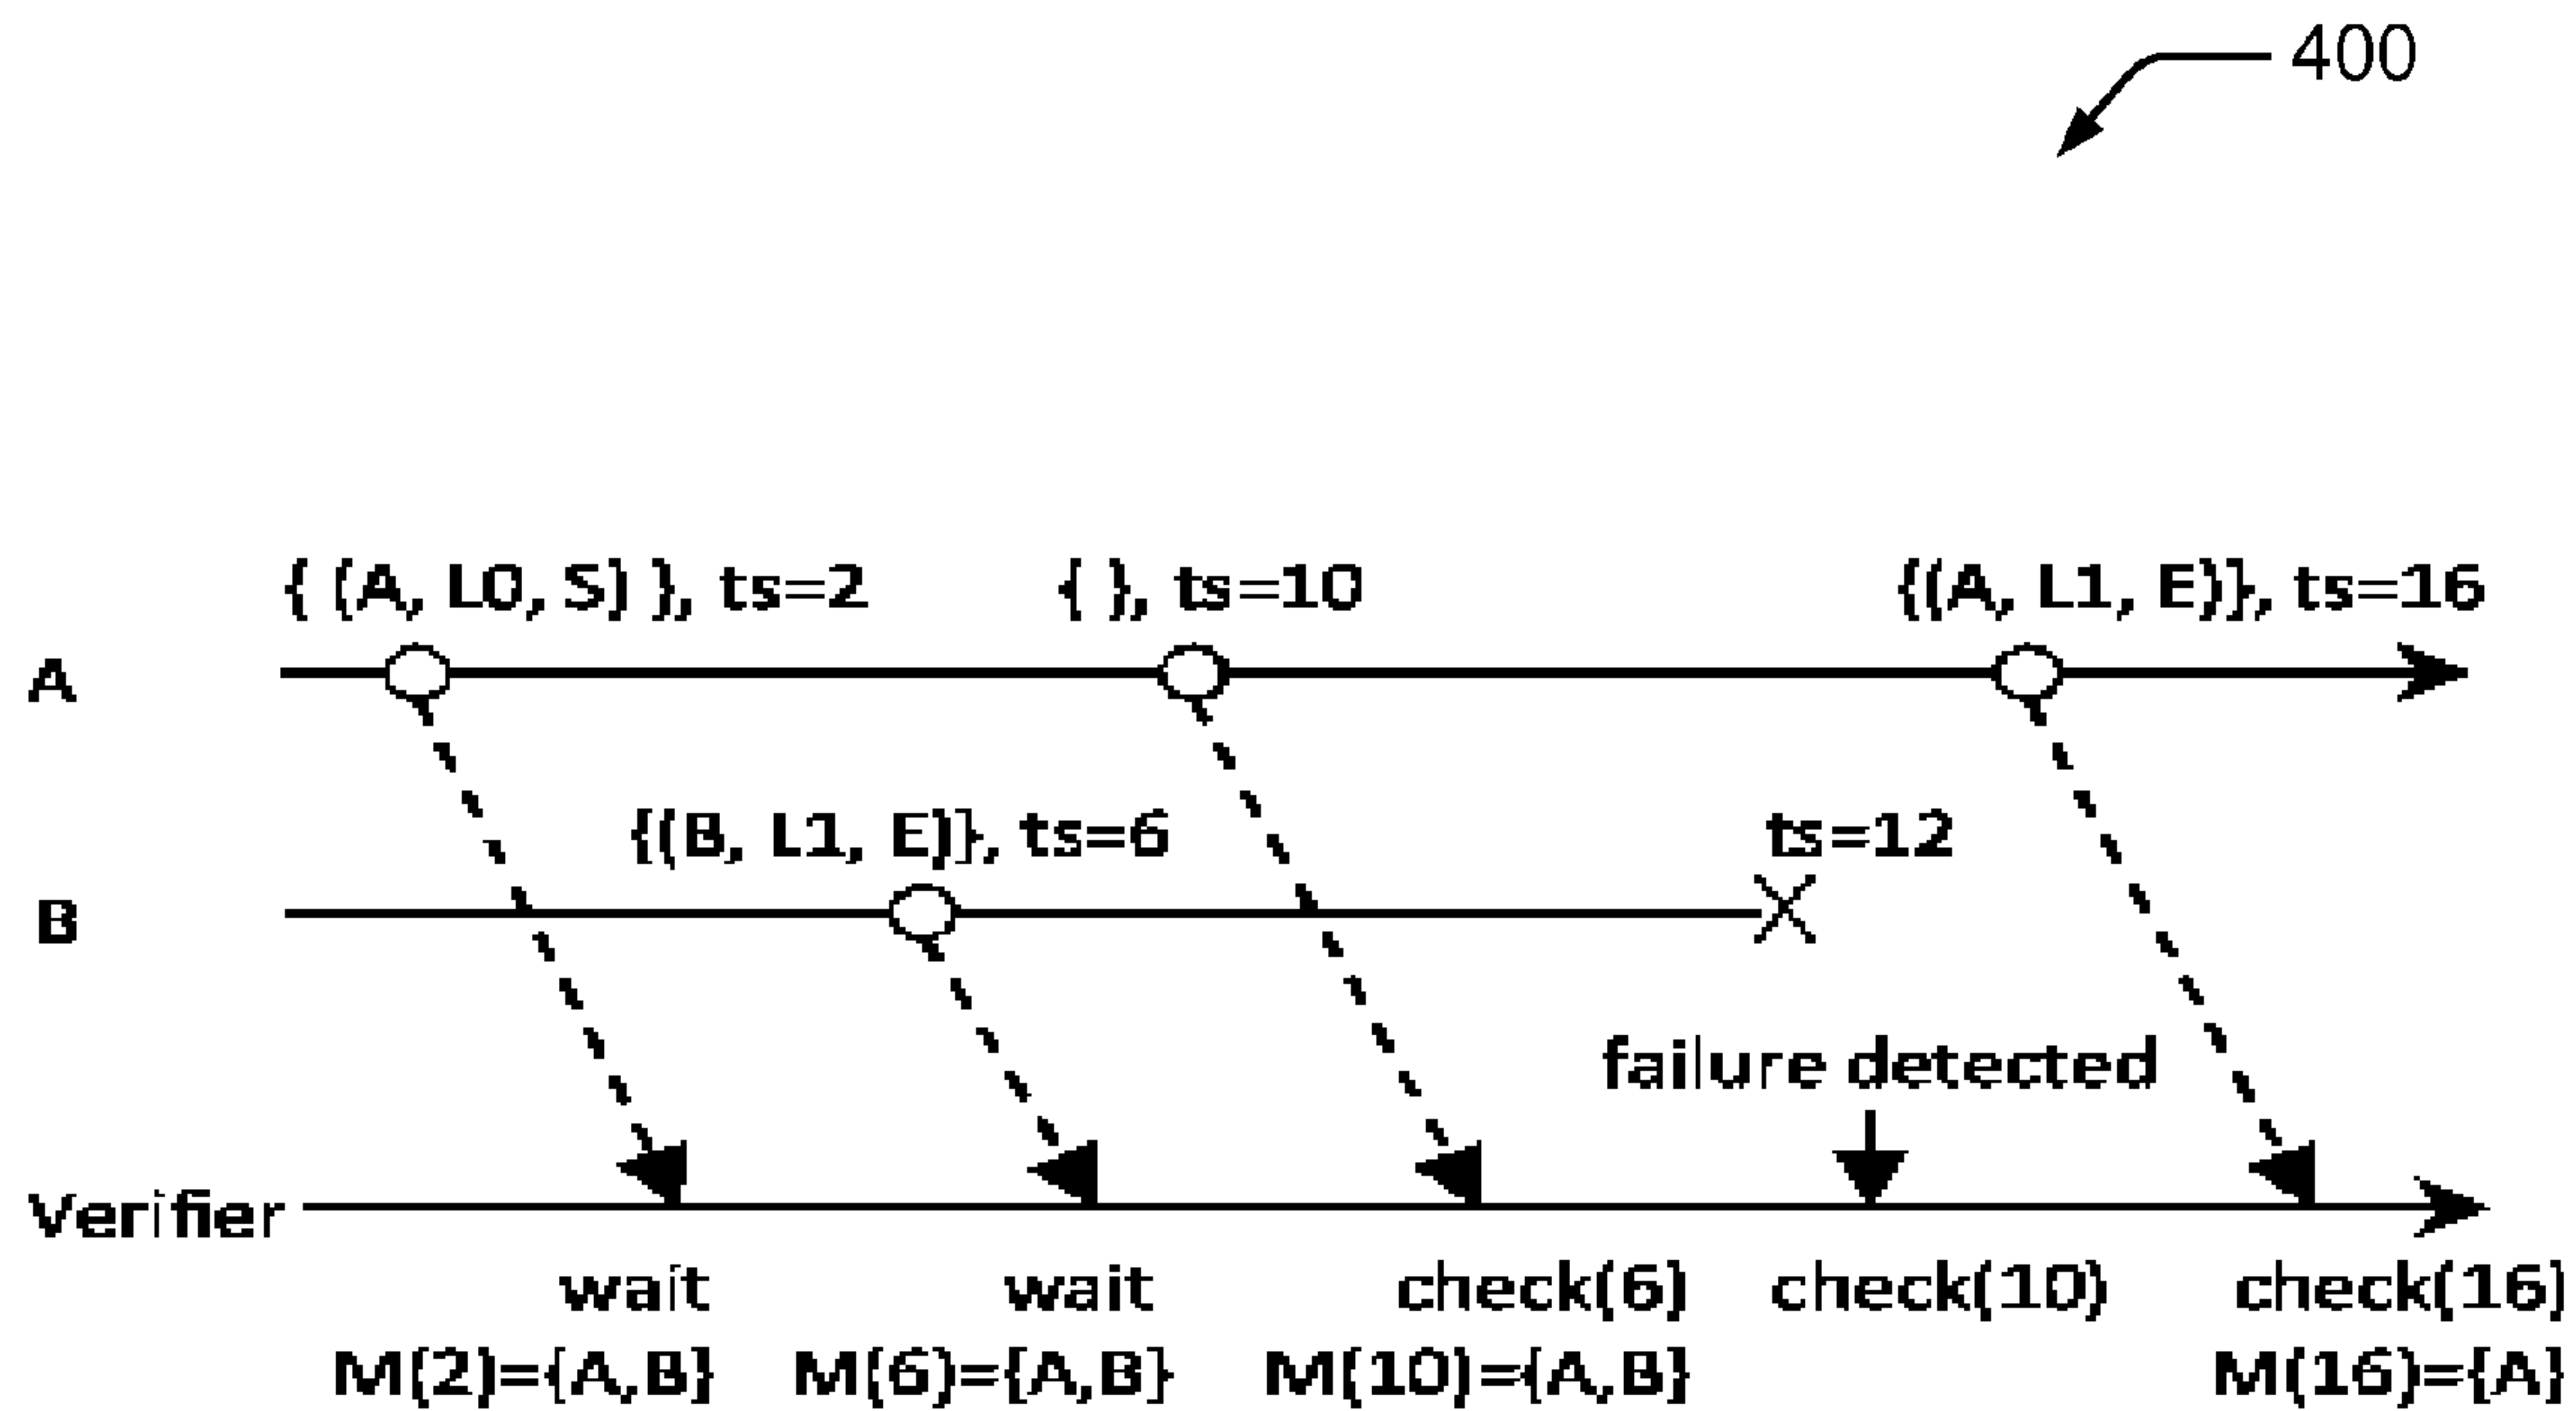 400
{ (A, L0, S) }, ts=2
{ }, ts=10
{(A, L1, E)}, ts=16
A
{(B, L1, E)}, ts=6
ts=12
B
failure detected
Verifier
wait
wait
check(6)
check(10)
check(16)
M(2)={A,B}
M(6)={A,B}
M(10)={A,B}
M(16)={A}